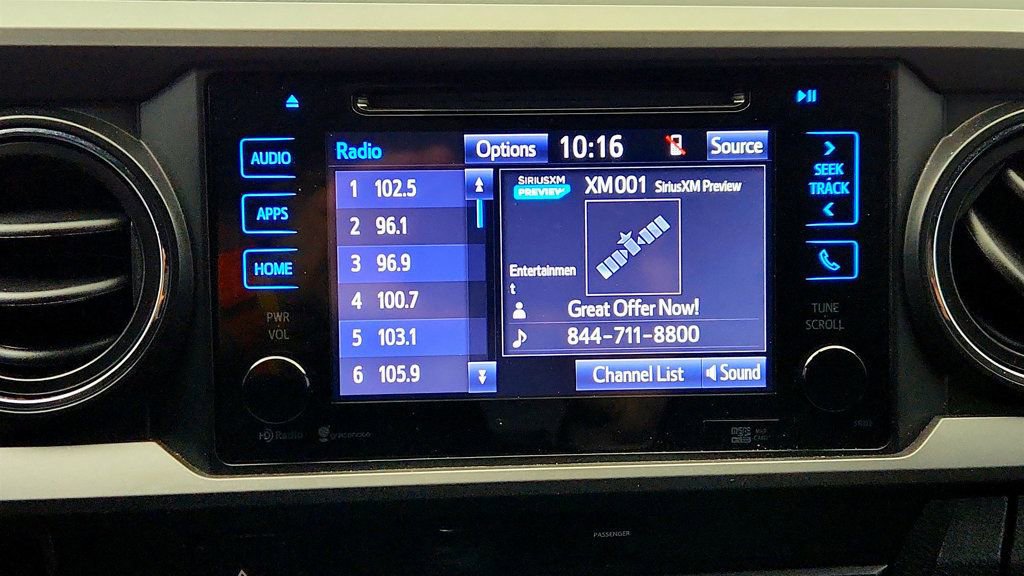 AUDIO
APPS
HOME
PWR
VOL
Radio
Options
10:16
Source
1 102.5
2 96.1
3 96.9
4 100.7
5 103.1
6 105.9
SIRIUSXM
PREVIEW
XM001 SiriusXM Preview
Entertainmen
t
Great Offer Now!
844-711-8800
Channel List
Sound
SEEK
TRACK
TUNE
SCROLL
HD Radio
gracenote
PASSENGER